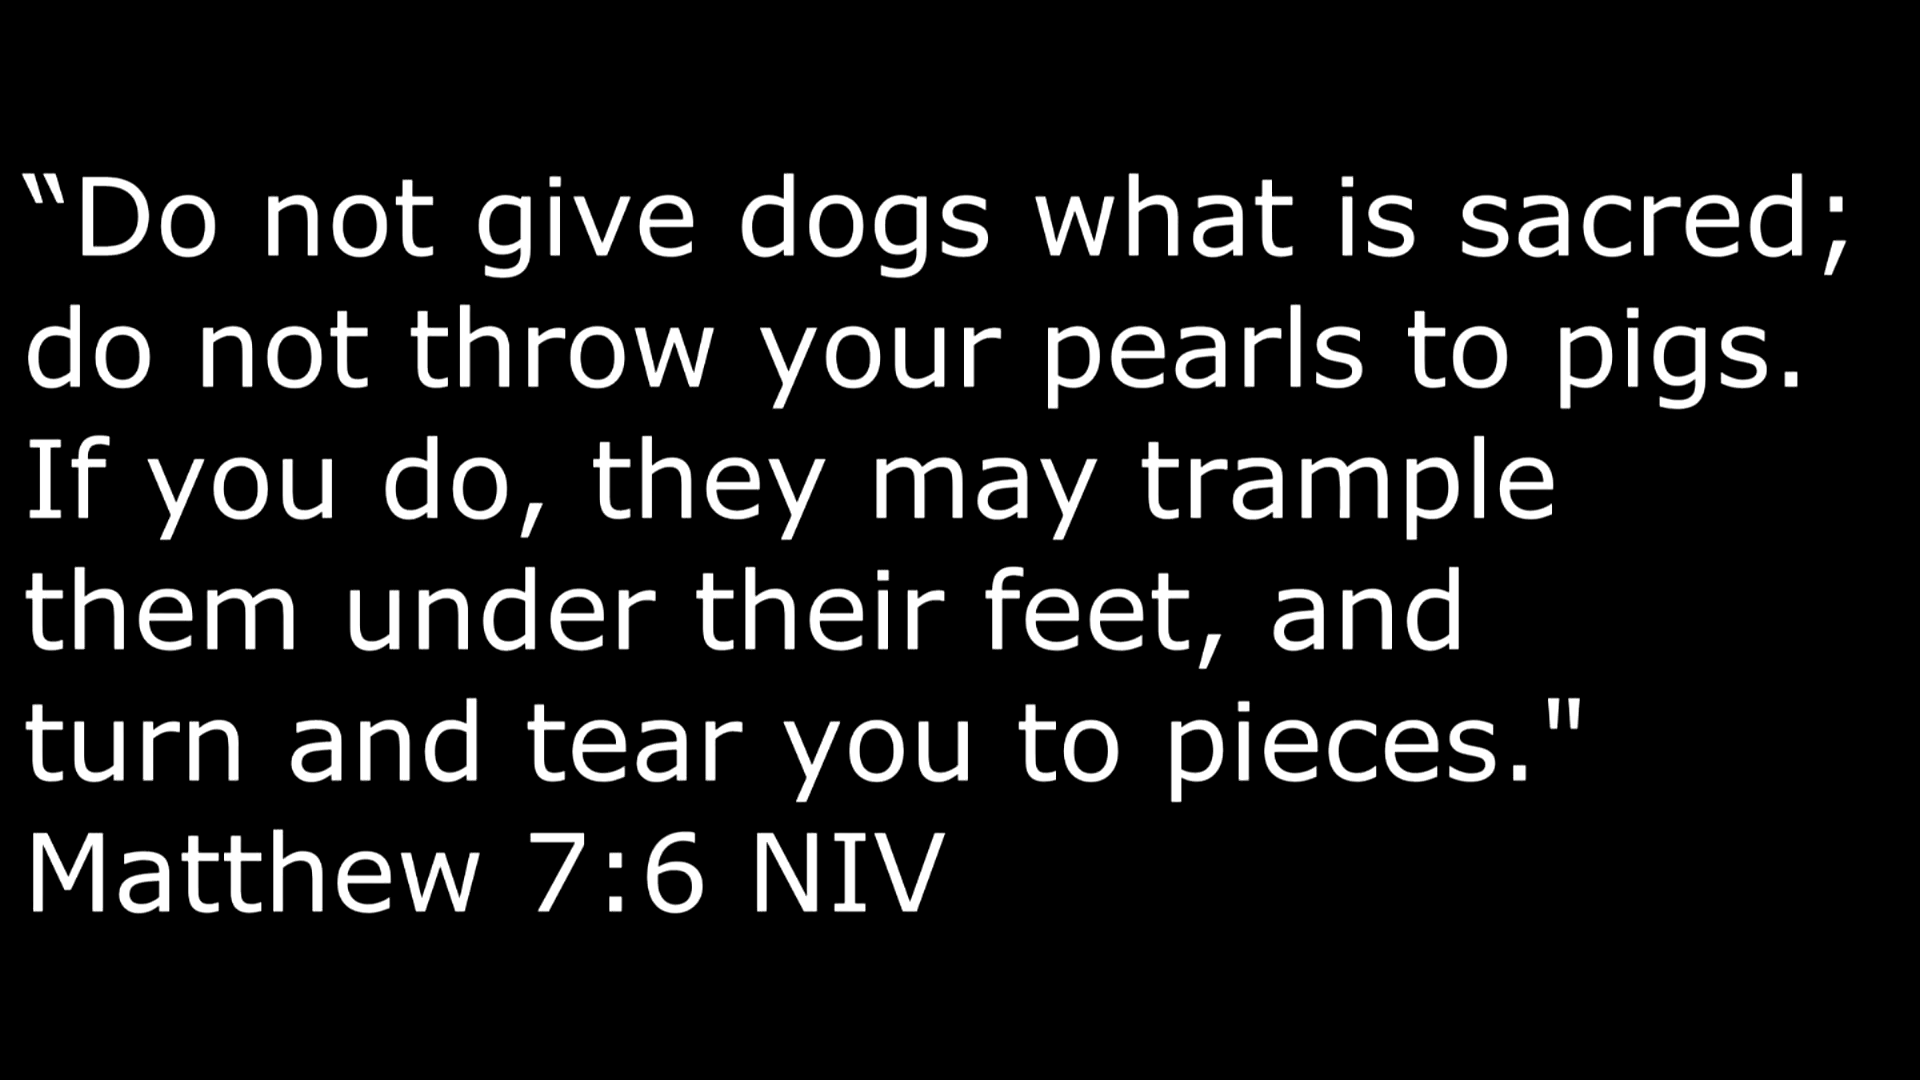 “Do not give dogs what is sacred;
do not throw your pearls to pigs.
If you do, they may trample
them under their feet, and
turn and tear you to pieces."
Matthew 7:6 NIV